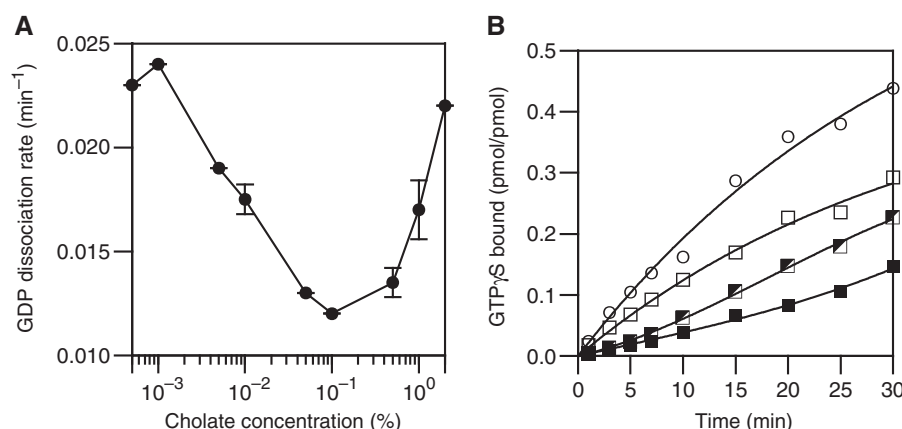 A
0.025
0.020
0.015
0.010
GDP dissociation rate (min⁻¹)
10⁻³ 10⁻² 10⁻¹ 10⁰
Cholate concentration (%)
B
0.5
0.4
0.3
0.2
0.1
0.0
GTPγS bound (pmol/pmol)
0 5 10 15 20 25 30
Time (min)